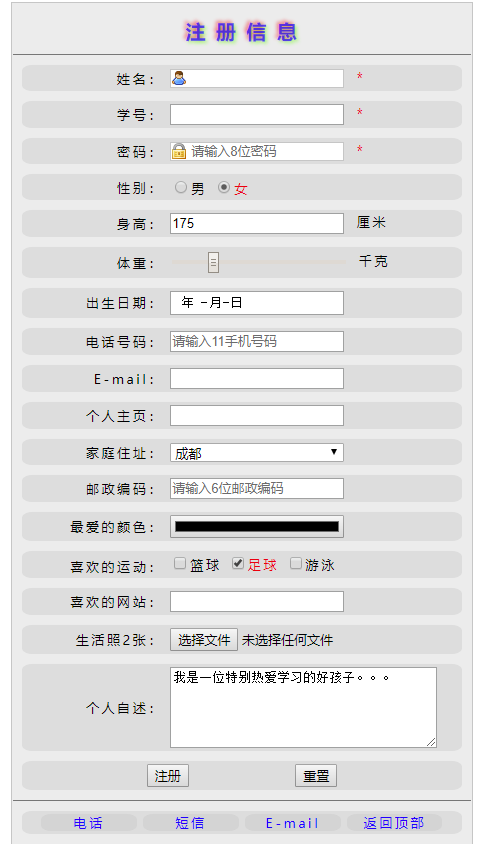 注册信息
姓名： *
学号： *
密码： 请输入8位密码 *
性别： 男 女
身高： 175 厘米
体重： 千克
出生日期： 年 -月-日
电话号码： 请输入11手机号码
E-mail：
个人主页：
家庭住址： 成都
邮政编码： 请输入6位邮政编码
最爱的颜色：
喜欢的运动： 篮球 足球 游泳
喜欢的网站：
生活照2张： 选择文件 未选择任何文件
个人自述： 我是一位特别热爱学习的好孩子。。。
注册 重置
电话 短信 E-mail 返回顶部